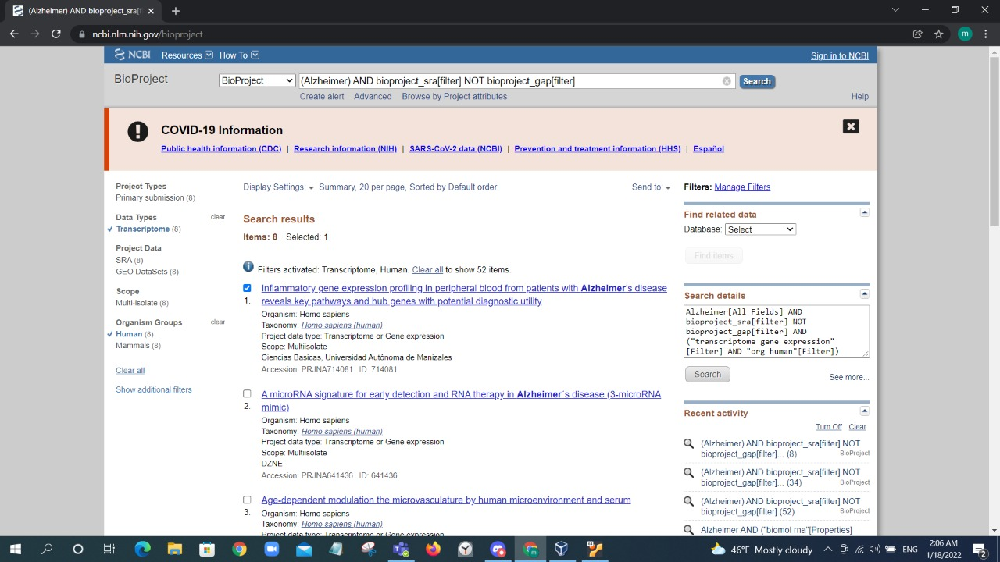 (Alzheimer) AND bioproject_sra[f
ncbi.nlm.nih.gov/bioproject
m
NCBI Resources How To Sign in to NCBI
BioProject
BioProject
(Alzheimer) AND bioproject_sra[filter] NOT bioproject_gap[filter]
Search
Create alert Advanced Browse by Project attributes Help
COVID-19 Information
Public health information (CDC) | Research information (NIH) | SARS-CoV-2 data (NCBI) | Prevention and treatment information (HHS) | Español
Project Types
Primary submission (8)
Data Types clear
Transcriptome (8)
Project Data
SRA (8)
GEO DataSets (8)
Scope
Multi-isolate (8)
Organism Groups clear
Human (8)
Mammals (8)
Clear all
Show additional filters
Display Settings: Summary, 20 per page, Sorted by Default order Send to:
Search results
Items: 8 Selected: 1
Filters activated: Transcriptome, Human. Clear all to show 52 items.
Inflammatory gene expression profiling in peripheral blood from patients with Alzheimer's disease
1. reveals key pathways and hub genes with potential diagnostic utility
Organism: Homo sapiens
Taxonomy: Homo sapiens (human)
Project data type: Transcriptome or Gene expression
Scope: Multiisolate
Ciencias Basicas, Universidad Autónoma de Manizales
Accession: PRJNA714081 ID: 714081
A microRNA signature for early detection and RNA therapy in Alzheimer´s disease (3-microRNA
2. mimic)
Organism: Homo sapiens
Taxonomy: Homo sapiens (human)
Project data type: Transcriptome or Gene expression
Scope: Multiisolate
DZNE
Accession: PRJNA641436 ID: 641436
Age-dependent modulation the microvasculature by human microenvironment and serum
3. Organism: Homo sapiens
Taxonomy: Homo sapiens (human)
Project data type: Transcriptome or Gene expression
Filters: Manage Filters
Find related data
Database: Select
Find items
Search details
Alzheimer[All Fields] AND
bioproject_sra[filter] NOT
bioproject_gap[filter] AND
("transcriptome gene expression"
[Filter] AND "org human"[Filter])
Search
See more...
Recent activity
Turn Off Clear
(Alzheimer) AND bioproject_sra[filter] NOT
bioproject_gap[filter]... (8) BioProject
(Alzheimer) AND bioproject_sra[filter] NOT
bioproject_gap[filter]... (34) BioProject
(Alzheimer) AND bioproject_sra[filter] NOT
bioproject_gap[filter] (52) BioProject
Alzheimer AND ("biomol rna"[Properties]
46°F Mostly cloudy ENG 2:06 AM
1/18/2022 2